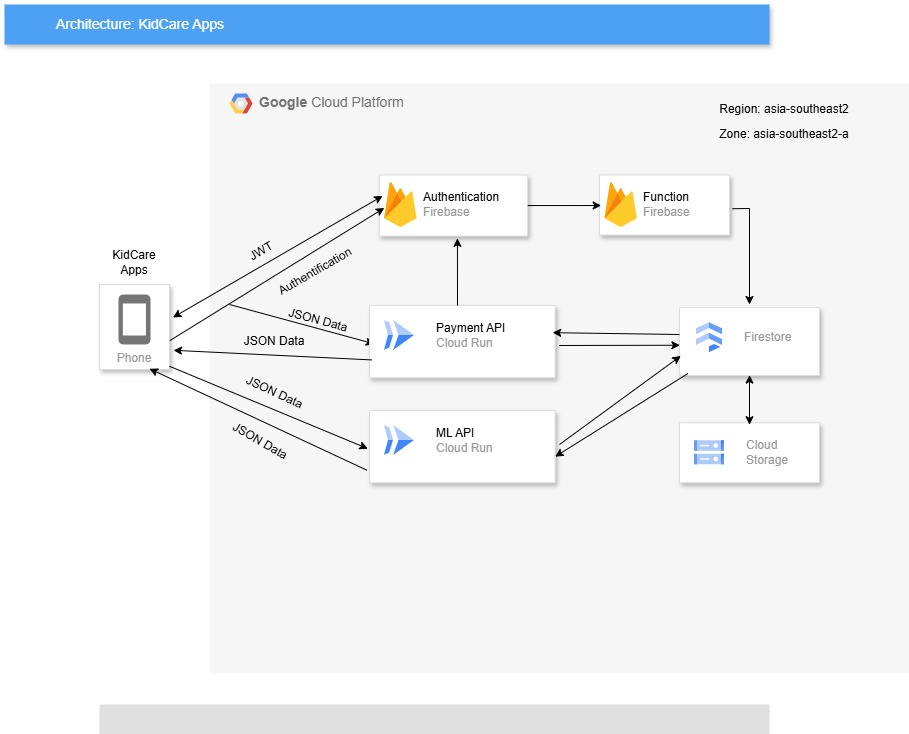 Architecture: KidCare Apps
Google Cloud Platform
Region: asia-southeast2
Zone: asia-southeast2-a
Authentication
Firebase
Function
Firebase
JWT
Authentification
KidCare
Apps
Phone
JSON Data
JSON Data
Payment API
Cloud Run
Firestore
JSON Data
JSON Data
ML API
Cloud Run
Cloud
Storage